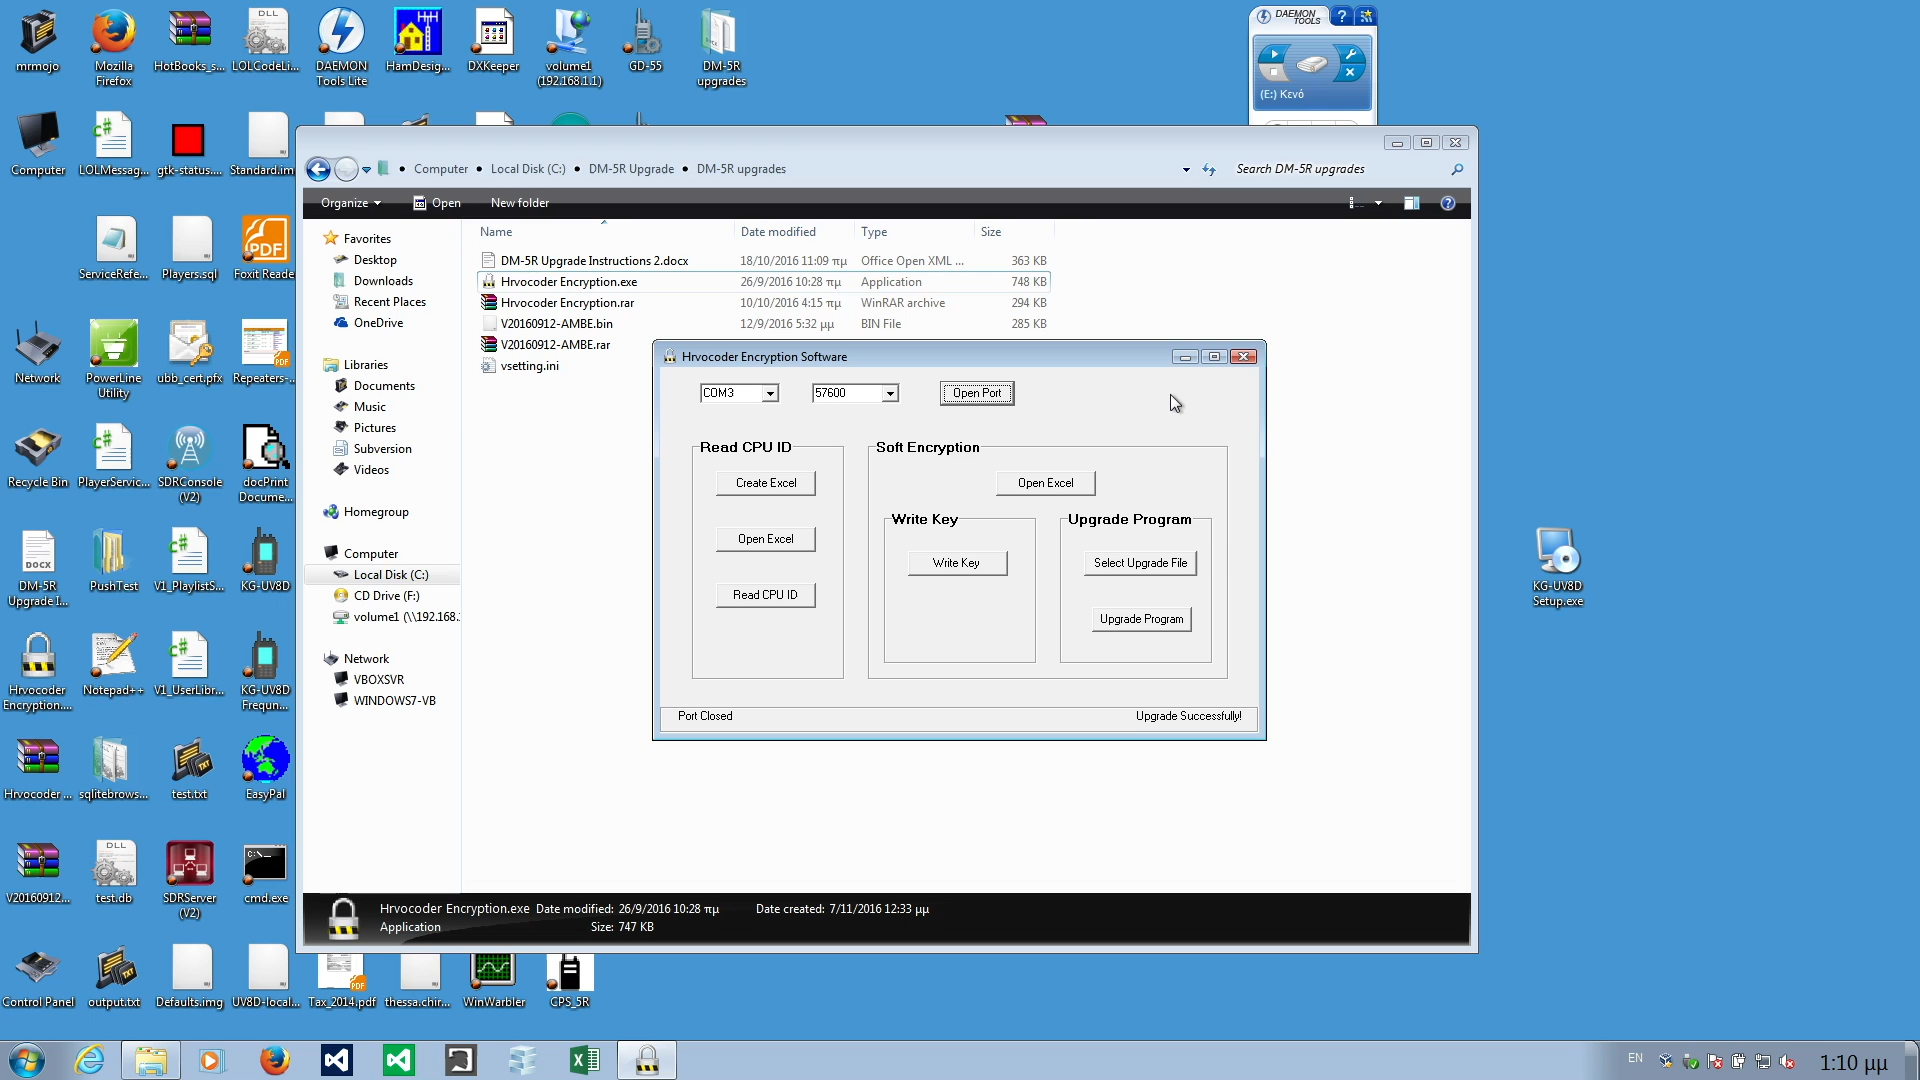 mrmojo
Mozilla
Firefox
HotBooks_s...
DLL
LOLCodeLi...
DAEMON
Tools Lite
HamDesig...
DXKeeper
volume1
(192.168.1.1)
GD-55
DM-5R
upgrades
DAEMON
TOOLS
(E:) Κενό
Computer
LOLMessag...
gtk-status....
Standard.im
ServiceRefe...
Players.sql
PDF
Foxit Reade
Network
PowerLine
Utility
ubb_cert.pfx
PDF
Repeaters-..
Recycle Bin
PlayerServic...
SDRConsole
(V2)
docPrint
Docume...
DOCX
DM-5R
Upgrade I...
PushTest
V1_PlaylistS...
KG-UV8D
Hrvocoder
Encryption....
Notepad++
V1_UserLibr...
KG-UV8D
Frequn...
Hrvocoder ...
sqlitebrows...
TXT
test.txt
EasyPal
V20160912...
DLL
test.db
SDRServer
(V2)
C:\_
cmd.exe
Control Panel
TXT
output.txt
Defaults.img
UV8D-local...
PDF
Tax_2014.pdf
thessa.chir...
WinWarbler
CPS_5R
KG-UV8D
Setup.exe
Computer
Local Disk (C:)
DM-5R Upgrade
DM-5R upgrades
Search DM-5R upgrades
Organize
Open
New folder
Favorites
Desktop
Downloads
Recent Places
OneDrive
Libraries
Documents
Music
Pictures
Subversion
Videos
Homegroup
Computer
Local Disk (C:)
CD Drive (F:)
volume1 (\\192.168.
Network
VBOXSVR
WINDOWS7-VB
Name Date modified Type Size
DM-5R Upgrade Instructions 2.docx 18/10/2016 11:09 πμ Office Open XML ... 363 KB
Hrvocoder Encryption.exe 26/9/2016 10:28 πμ Application 748 KB
Hrvocoder Encryption.rar 10/10/2016 4:15 πμ WinRAR archive 294 KB
V20160912-AMBE.bin 12/9/2016 5:32 μμ BIN File 285 KB
V20160912-AMBE.rar
vsetting.ini
Hrvocoder Encryption Software
COM3
57600
Open Port
Read CPU ID
Create Excel
Open Excel
Read CPU ID
Soft Encryption
Open Excel
Write Key
Write Key
Upgrade Program
Select Upgrade File
Upgrade Program
Port Closed
Upgrade Successfully!
Hrvocoder Encryption.exe Date modified: 26/9/2016 10:28 πμ Date created: 7/11/2016 12:33 μμ
Application Size: 747 KB
EN
1:10 μμ